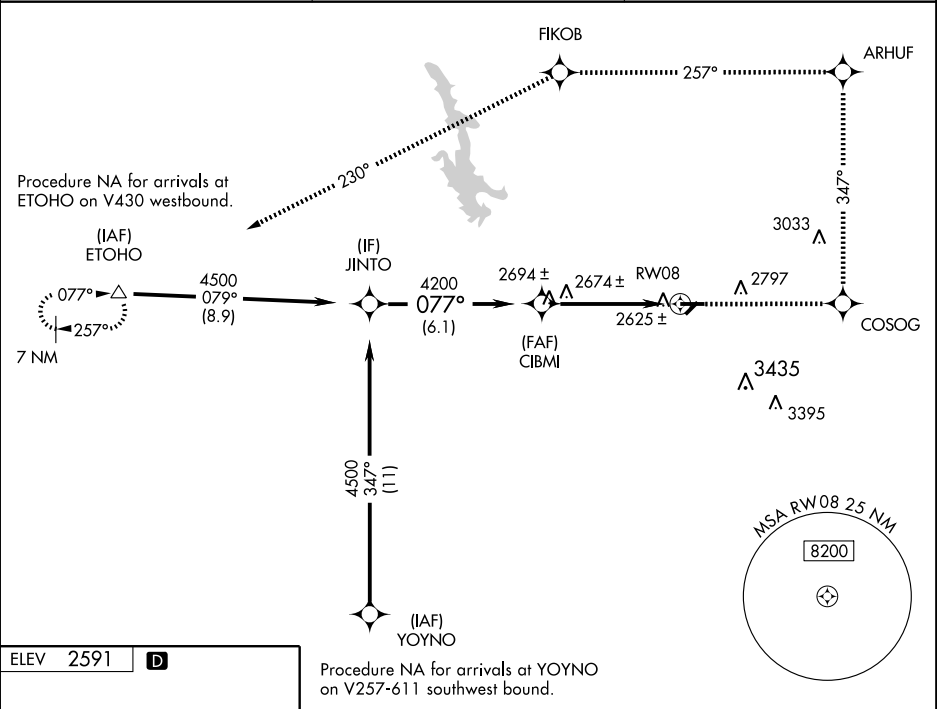 FIKOB
ARHUF
257°
230°
347°
Procedure NA for arrivals at
ETOHO on V430 westbound.
(IAF)
ETOHO
077°
257°
7 NM
4500
079°
(8.9)
(IF)
JINTO
4200
077°
(6.1)
2694 ±
2674 ±
RW08
2625 ±
3033
2797
COSOG
(FAF)
CIBMI
3435
3395
4500
347°
(11)
(IAF)
YOYNO
Procedure NA for arrivals at YOYNO
on V257-611 southwest bound.
MSA RW08 25 NM
8200
ELEV 2591 D